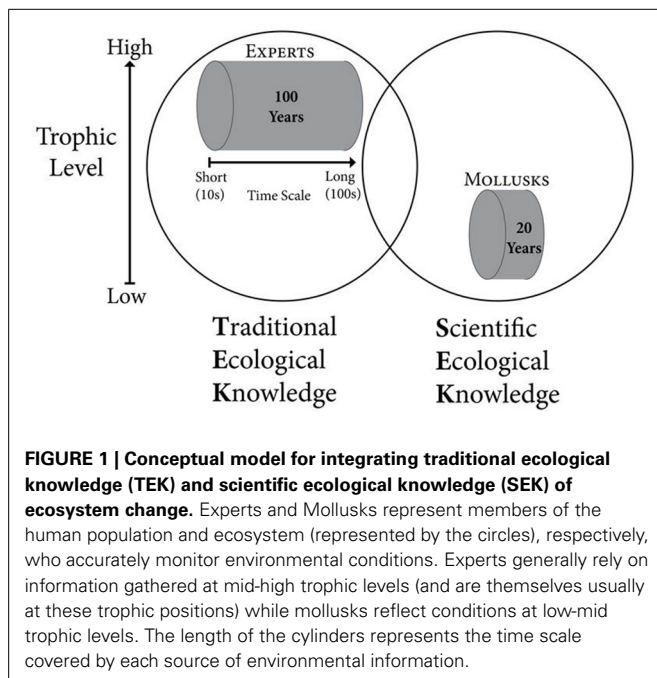 High
EXPERTS
100
Years
Trophic
Level
Short
(10s)
Time Scale
Long
(100s)
MOLLUSKS
20
Years
Low
Traditional
Ecological
Knowledge
Scientific
Ecological
Knowledge
FIGURE 1 | Conceptual model for integrating traditional ecological
knowledge (TEK) and scientific ecological knowledge (SEK) of
ecosystem change. Experts and Mollusks represent members of the
human population and ecosystem (represented by the circles), respectively,
who accurately monitor environmental conditions. Experts generally rely on
information gathered at mid-high trophic levels (and are themselves usually
at these trophic positions) while mollusks reflect conditions at low-mid
trophic levels. The length of the cylinders represents the time scale
covered by each source of environmental information.